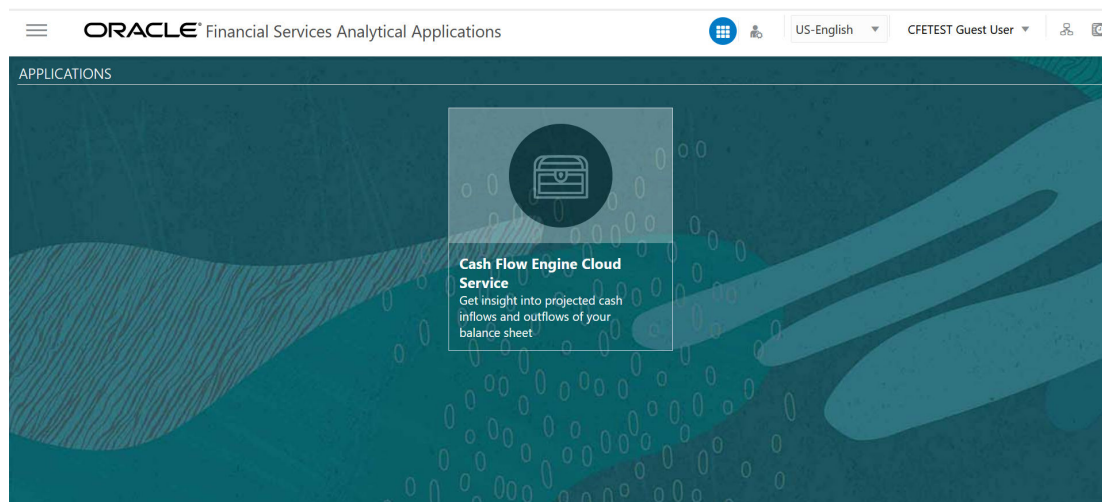 ORACLE® Financial Services Analytical Applications
US-English
CFETEST Guest User
APPLICATIONS
Cash Flow Engine Cloud
Service
Get insight into projected cash
inflows and outflows of your
balance sheet